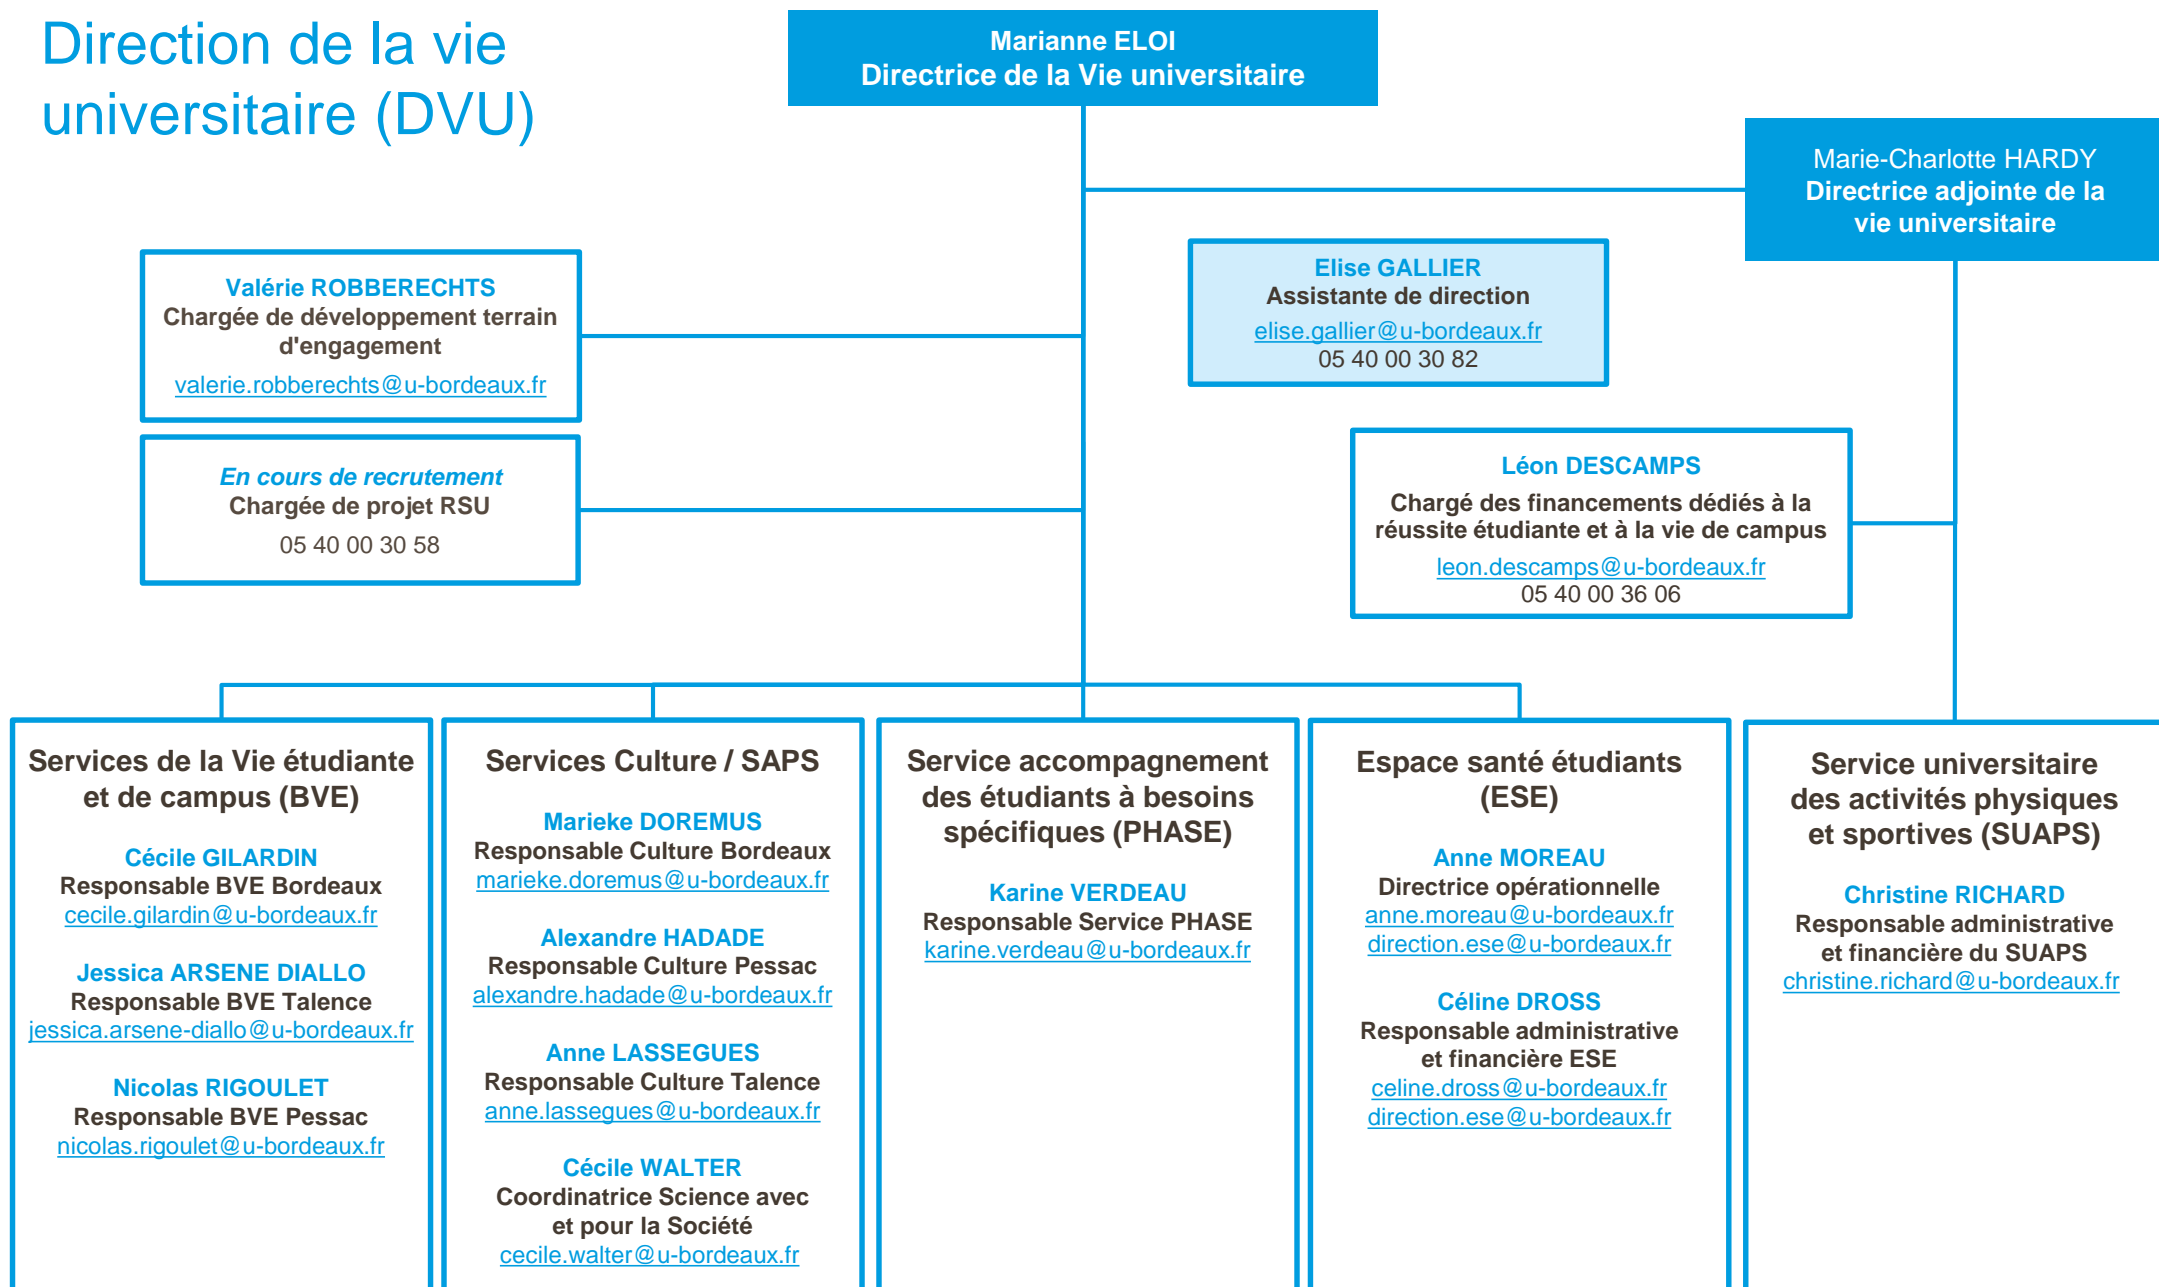 Direction de la vie
universitaire (DVU)
Marianne ELOI
Directrice de la Vie universitaire
Marie-Charlotte HARDY
Directrice adjointe de la
vie universitaire
Valérie ROBBERECHTS
Chargée de développement terrain
d'engagement
valerie.robberechts@u-bordeaux.fr
Elise GALLIER
Assistante de direction
elise.gallier@u-bordeaux.fr
05 40 00 30 82
En cours de recrutement
Chargée de projet RSU
05 40 00 30 58
Léon DESCAMPS
Chargé des financements dédiés à la
réussite étudiante et à la vie de campus
leon.descamps@u-bordeaux.fr
05 40 00 36 06
Services de la Vie étudiante
et de campus (BVE)
Cécile GILARDIN
Responsable BVE Bordeaux
cecile.gilardin@u-bordeaux.fr
Jessica ARSENE DIALLO
Responsable BVE Talence
jessica.arsene-diallo@u-bordeaux.fr
Nicolas RIGOULET
Responsable BVE Pessac
nicolas.rigoulet@u-bordeaux.fr
Services Culture / SAPS
Marieke DOREMUS
Responsable Culture Bordeaux
marieke.doremus@u-bordeaux.fr
Alexandre HADADE
Responsable Culture Pessac
alexandre.hadade@u-bordeaux.fr
Anne LASSEGUES
Responsable Culture Talence
anne.lassegues@u-bordeaux.fr
Cécile WALTER
Coordinatrice Science avec
et pour la Société
cecile.walter@u-bordeaux.fr
Service accompagnement
des étudiants à besoins
spécifiques (PHASE)
Karine VERDEAU
Responsable Service PHASE
karine.verdeau@u-bordeaux.fr
Espace santé étudiants
(ESE)
Anne MOREAU
Directrice opérationnelle
anne.moreau@u-bordeaux.fr
direction.ese@u-bordeaux.fr
Céline DROSS
Responsable administrative
et financière ESE
celine.dross@u-bordeaux.fr
direction.ese@u-bordeaux.fr
Service universitaire
des activités physiques
et sportives (SUAPS)
Christine RICHARD
Responsable administrative
et financière du SUAPS
christine.richard@u-bordeaux.fr